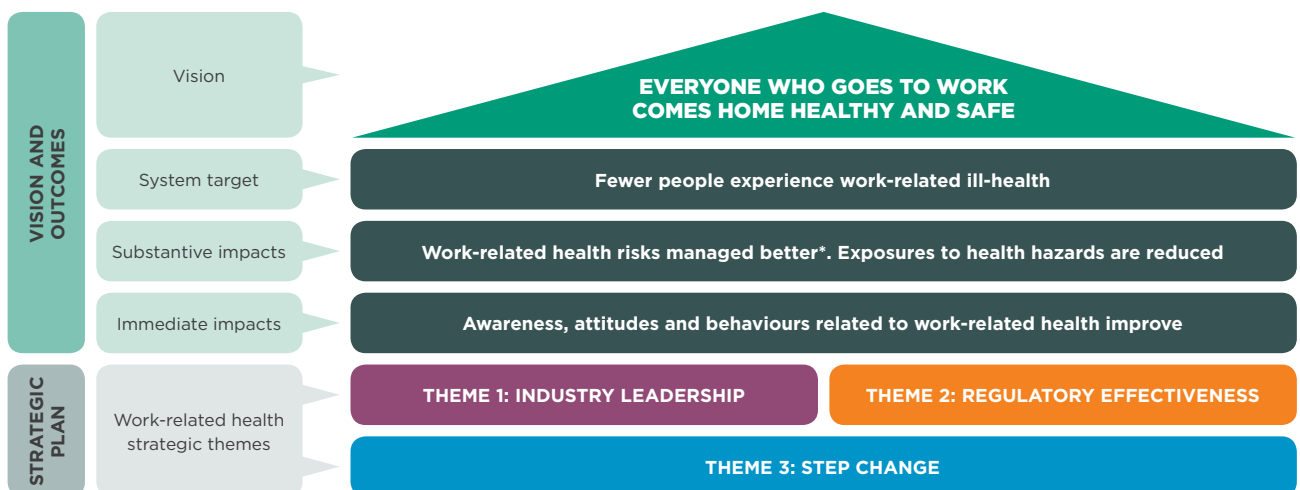 VISION AND
OUTCOMES
Vision
EVERYONE WHO GOES TO WORK
COMES HOME HEALTHY AND SAFE
System target
Fewer people experience work-related ill-health
Substantive impacts
Work-related health risks managed better*. Exposures to health hazards are reduced
Immediate impacts
Awareness, attitudes and behaviours related to work-related health improve
STRATEGIC
PLAN
Work-related health
strategic themes
THEME 1: INDUSTRY LEADERSHIP
THEME 2: REGULATORY EFFECTIVENESS
THEME 3: STEP CHANGE